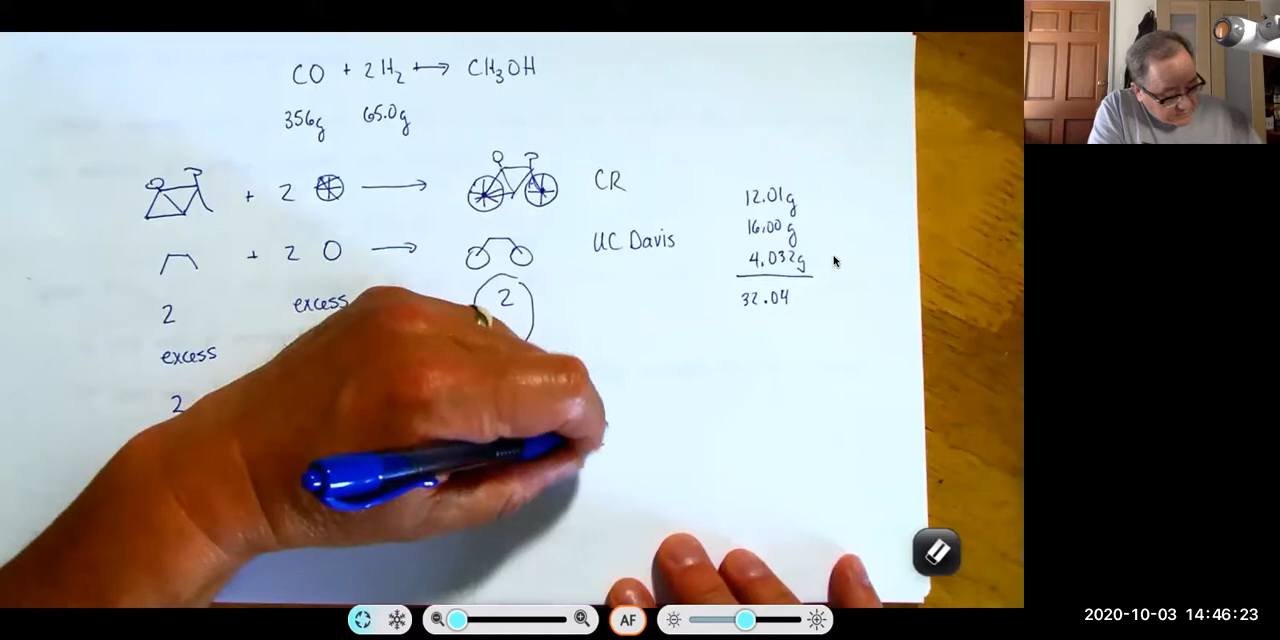 CO + 2H₂ ⟶ CH₃OH
356g 65.0g
+ 2 ⟶ CR
+ 2 O ⟶ UC Davis
2 excess 2
excess
2
12.01g
16.00g
4.032g
32.04
AF
2020-10-03 14:46:23